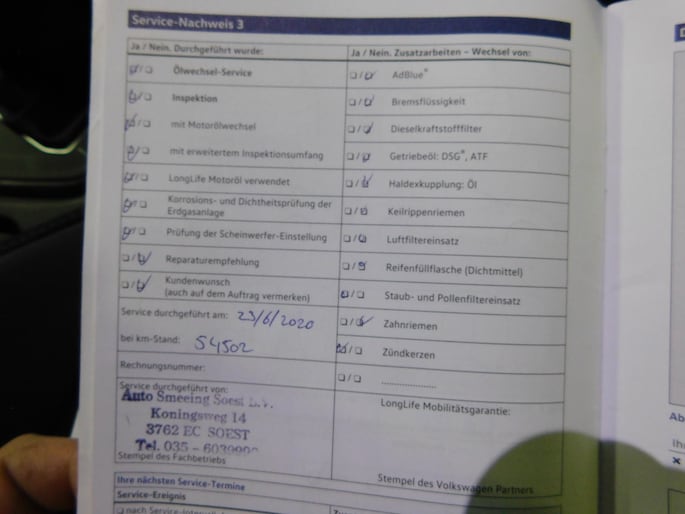 Service-Nachweis 3
Ja / Nein. Durchgeführt wurde:
Ölwechsel-Service
Inspektion
mit Motorölwechsel
mit erweitertem Inspektionsumfang
LongLife Motoröl verwendet
Korrosions- und Dichtheitsprüfung der
Erdgasanlage
Prüfung der Scheinwerfer-Einstellung
Reparaturempfehlung
Kundenwunsch
(auch auf dem Auftrag vermerken)
Service durchgeführt am: 23/6/2020
bei km-Stand: 54502
Rechnungsnummer:
Service durchgeführt von:
Auto Smeeing Soest B.V.
Koningsweg 14
3762 EC SOEST
Tel. 035 -
Stempel des Fachbetriebs
Ihre nächsten Service-Termine
Service-Ereignis
Ja / Nein. Zusatzarbeiten – Wechsel von:
AdBlue®
Bremsflüssigkeit
Dieselkraftstofffilter
Getriebeöl: DSG®, ATF
Haldexkupplung: Öl
Keilrippenriemen
Luftfiltereinsatz
Reifenfüllflasche (Dichtmittel)
Staub- und Pollenfiltereinsatz
Zahnriemen
Zündkerzen
......................
LongLife Mobilitätsgarantie:
Stempel des Volkswagen Partners
Ab